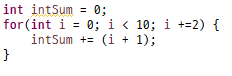 int intSum = 0;
for(int i = 0; i < 10; i +=2) {
    intSum += (i + 1);
}